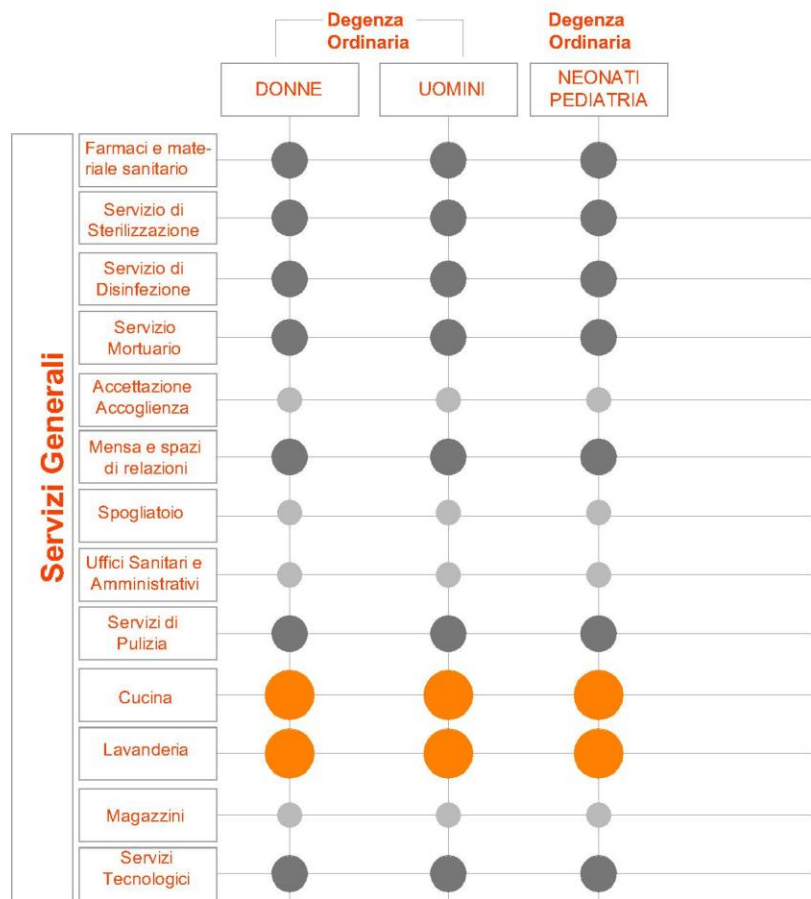 Degenza
Ordinaria
Degenza
Ordinaria
DONNE
UOMINI
NEONATI
PEDIATRIA
Servizi Generali
Farmaci e mate-
riale sanitario
Servizio di
Sterilizzazione
Servizio di
Disinfezione
Servizio
Mortuario
Accettazione
Accoglienza
Mensa e spazi
di relazioni
Spogliatoio
Uffici Sanitari e
Amministrativi
Servizi di
Pulizia
Cucina
Lavanderia
Magazzini
Servizi
Tecnologici